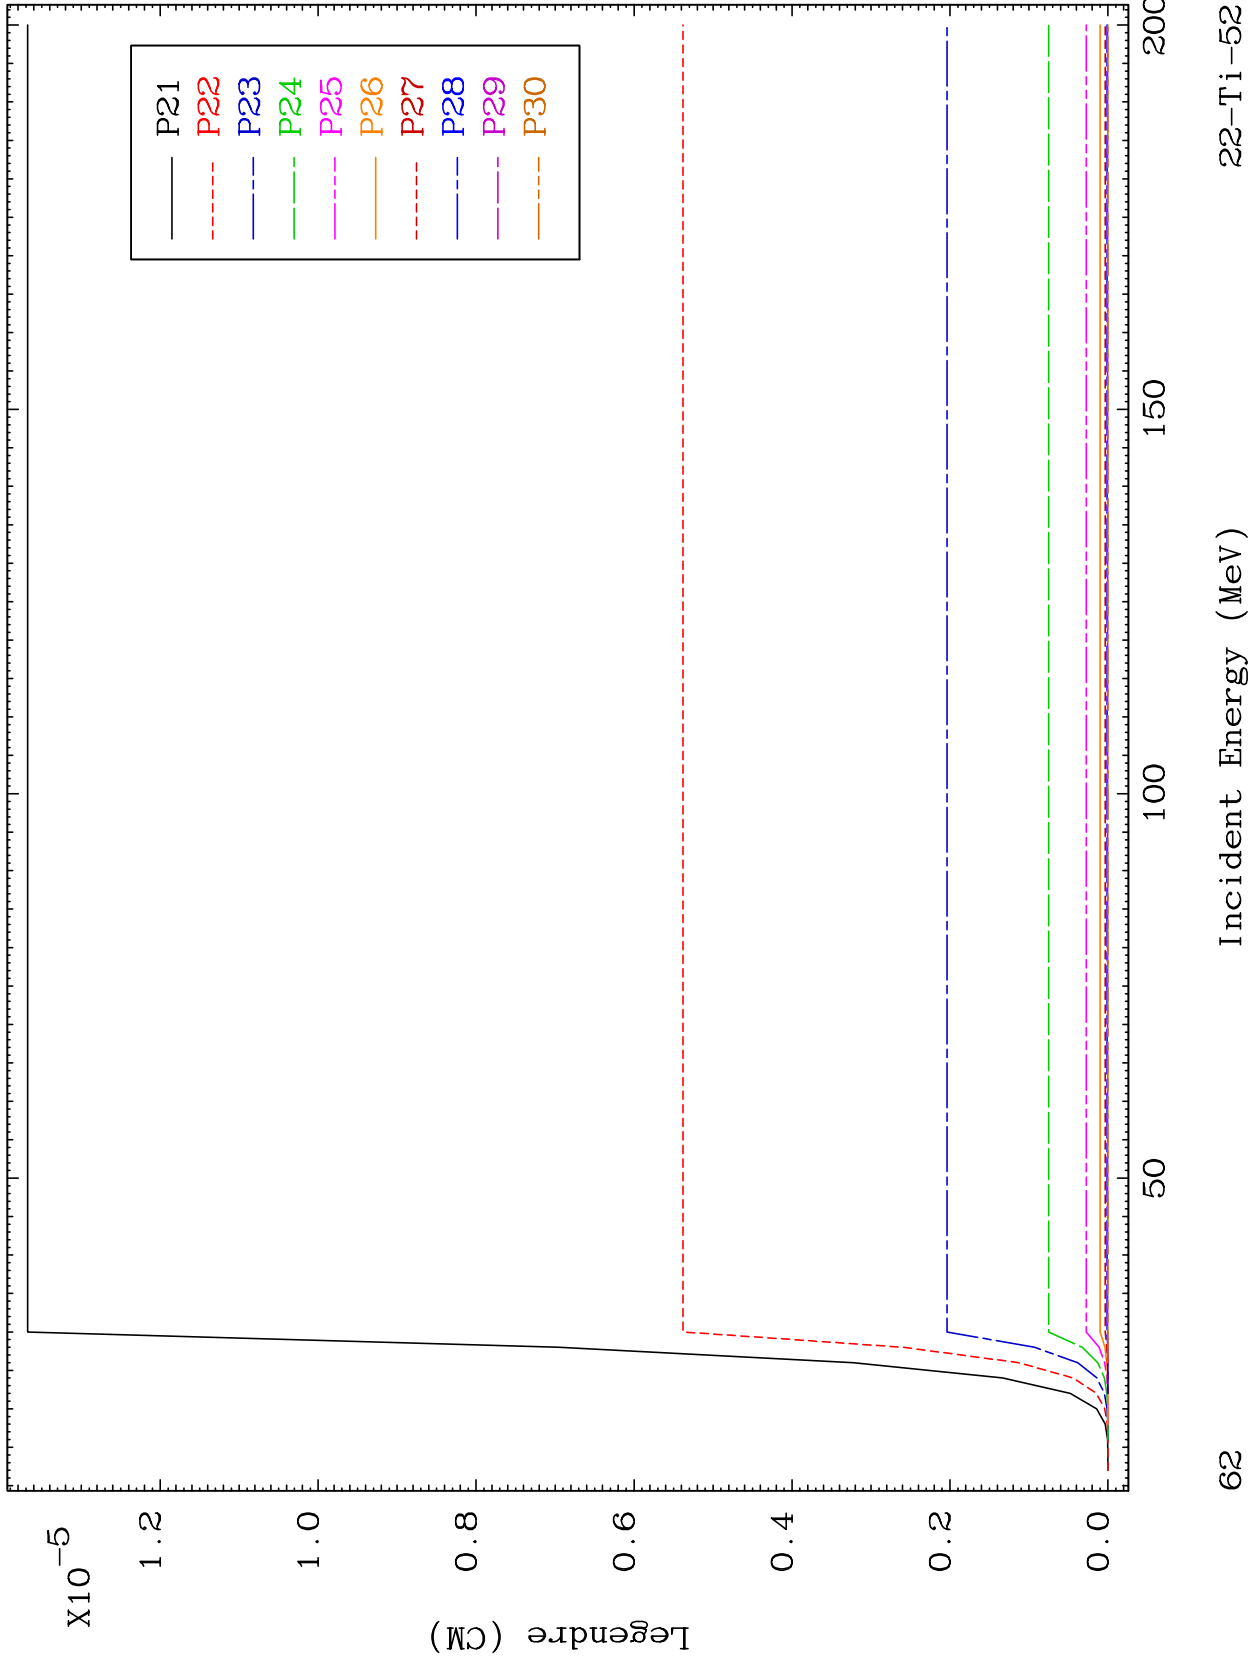 X10-5
1.2
1.0
0.8
0.6
0.4
0.2
0.0
Legendre (CM)
P21
P22
P23
P24
P25
P26
P27
P28
P29
P30
50
100
150
200
Incident Energy (MeV)
62
22-Ti-52